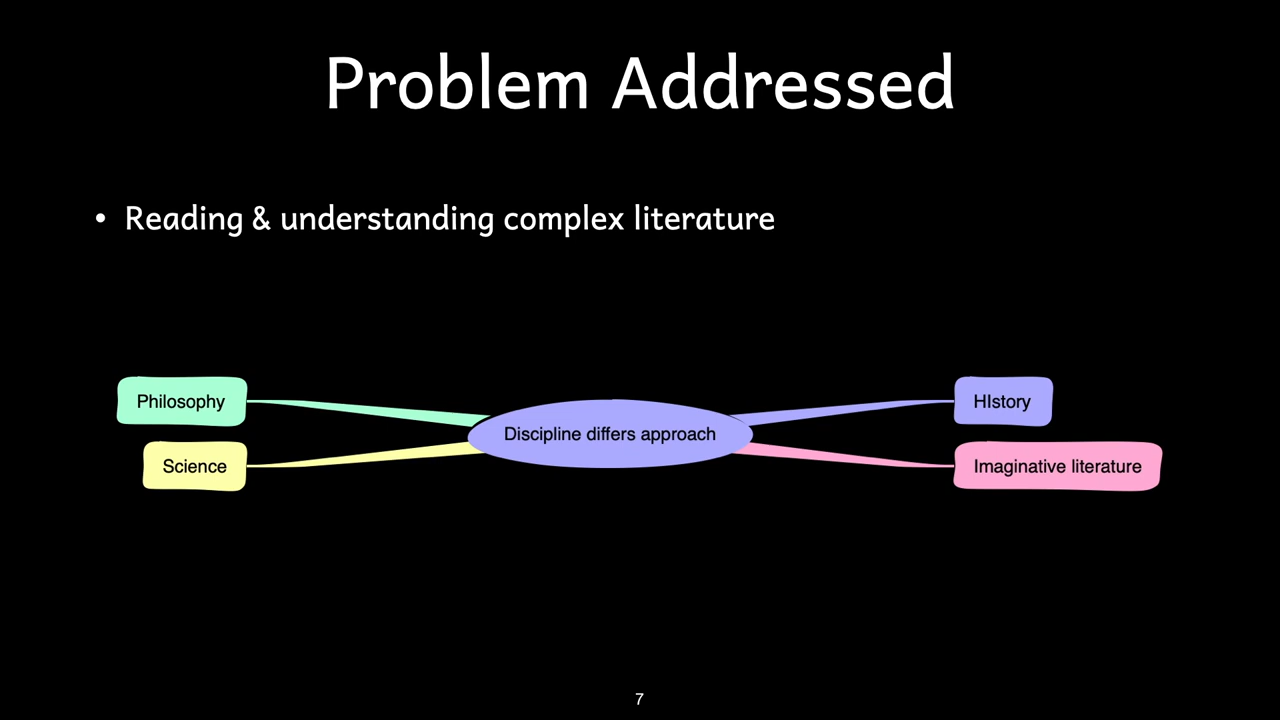 Problem Addressed
• Reading & understanding complex literature
Philosophy
Science
Discipline differs approach
HIstory
Imaginative literature
7